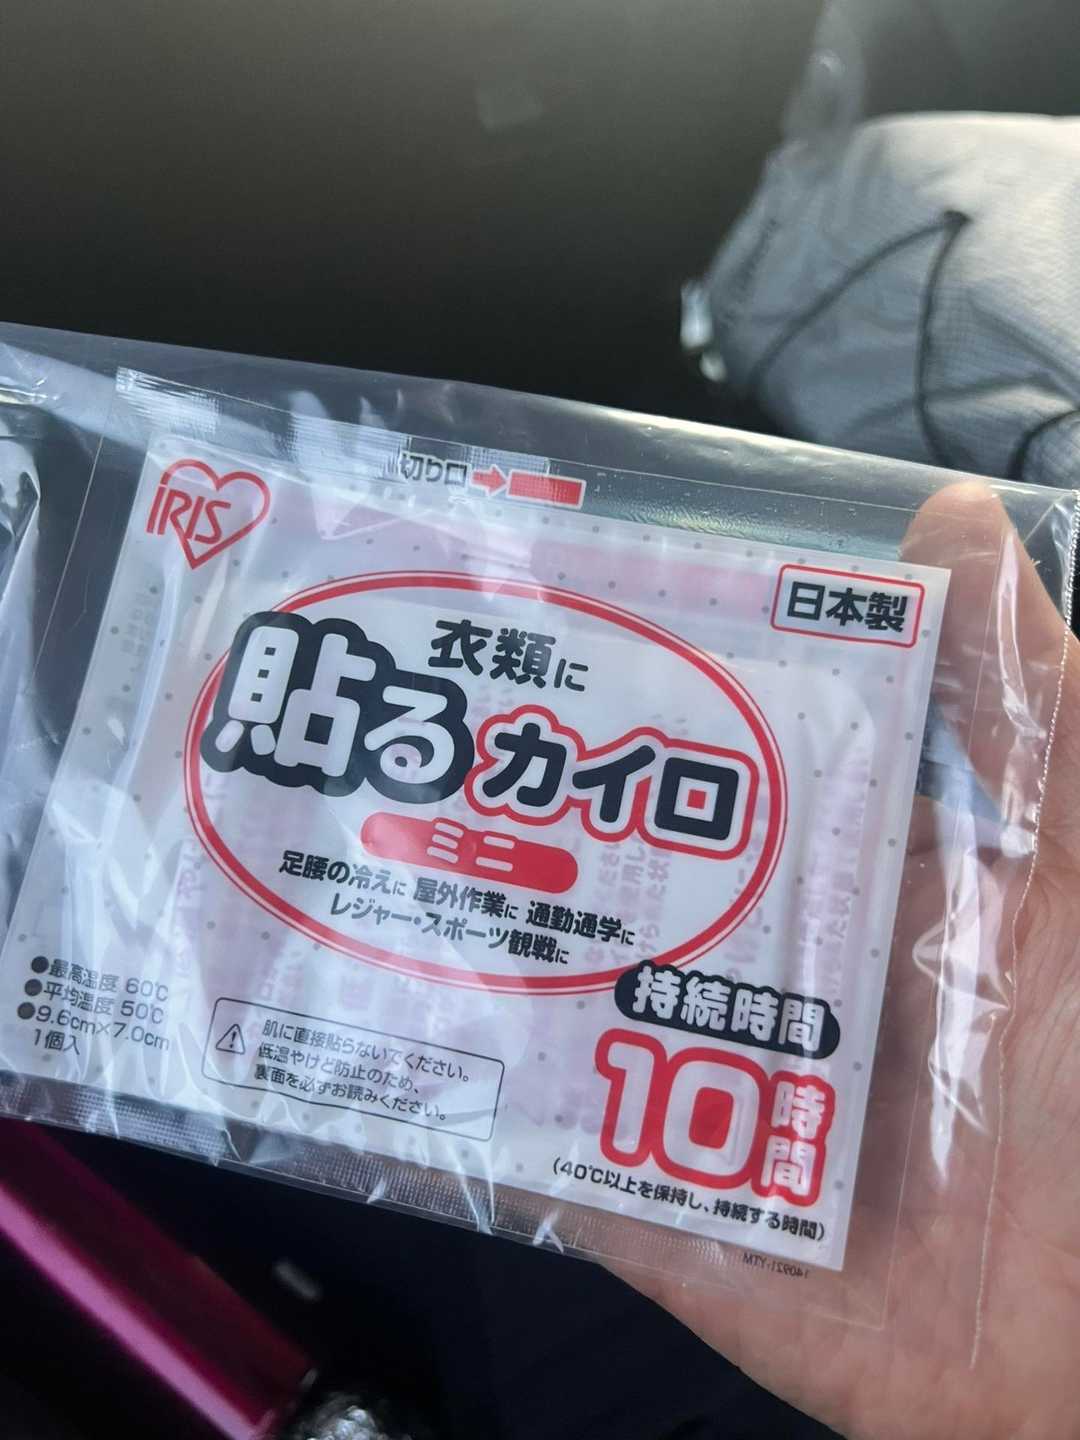 切り口
IRIS
日本製
衣類に
貼るカイロ
ミニ
足腰の冷えに 屋外作業に 通勤通学に
レジャー・スポーツ観戦に
●最高温度 60℃
●平均温度 50℃
●9.6cm×7.0cm
1個入
肌に直接貼らないでください。
低温やけど防止のため、
裏面を必ずお読みください。
持続時間
10時間
(40℃以上を保持し、持続する時間)
140921-YTM